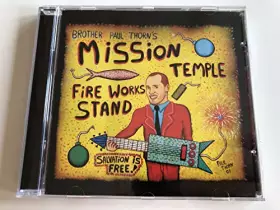 BROTHER PAUL THORN'S
MISSION
TEMPLE
FIRE WORKS
STAND
SALVATION IS
FREE!